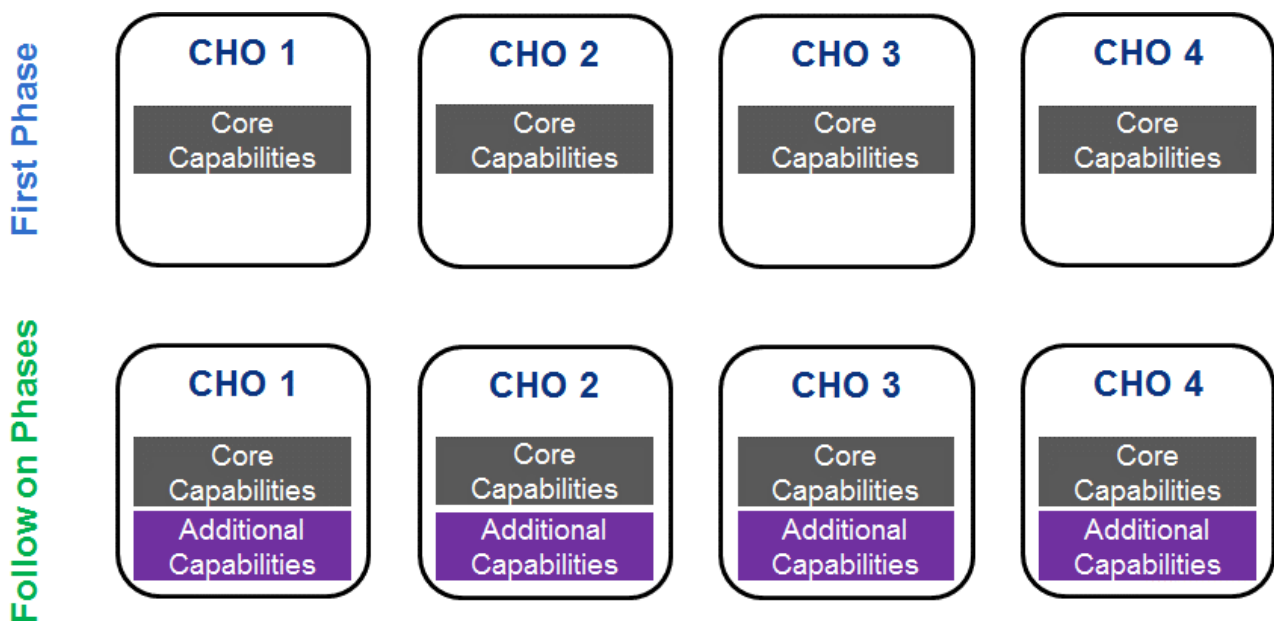 First Phase
CHO 1
Core
Capabilities
CHO 2
Core
Capabilities
CHO 3
Core
Capabilities
CHO 4
Core
Capabilities
Follow on Phases
CHO 1
Core
Capabilities
Additional
Capabilities
CHO 2
Core
Capabilities
Additional
Capabilities
CHO 3
Core
Capabilities
Additional
Capabilities
CHO 4
Core
Capabilities
Additional
Capabilities